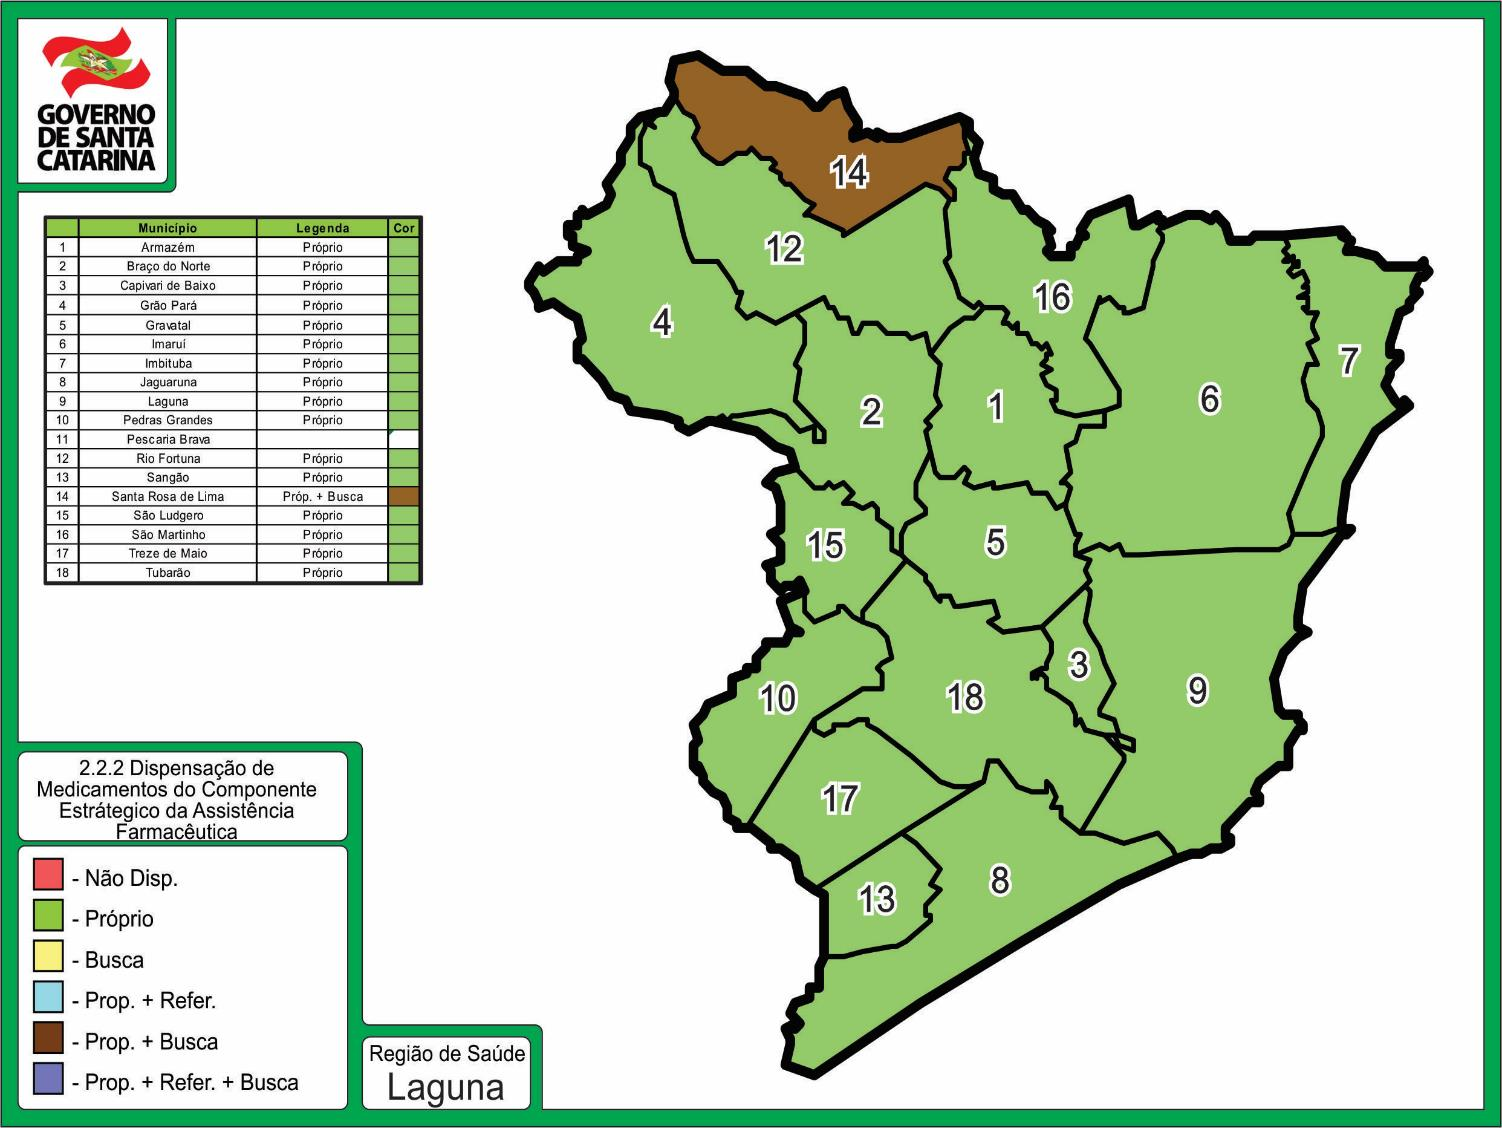 GOVERNO
DE SANTA
CATARINA
Município Legenda Cor
1 Armazém Próprio
2 Braço do Norte Próprio
3 Capivari de Baixo Próprio
4 Grão Pará Próprio
5 Gravatal Próprio
6 Imaruí Próprio
7 Imbituba Próprio
8 Jaguaruna Próprio
9 Laguna Próprio
10 Pedras Grandes Próprio
11 Pescaria Brava
12 Rio Fortuna Próprio
13 Sangão Próprio
14 Santa Rosa de Lima Próp. + Busca
15 São Ludgero Próprio
16 São Martinho Próprio
17 Treze de Maio Próprio
18 Tubarão Próprio
14
12
16
4
7
6
2
1
15
5
3
10
18
9
17
8
13
2.2.2 Dispensação de
Medicamentos do Componente
Estrátegico da Assistência
Farmacêutica
- Não Disp.
- Próprio
- Busca
- Prop. + Refer.
- Prop. + Busca
- Prop. + Refer. + Busca
Região de Saúde
Laguna